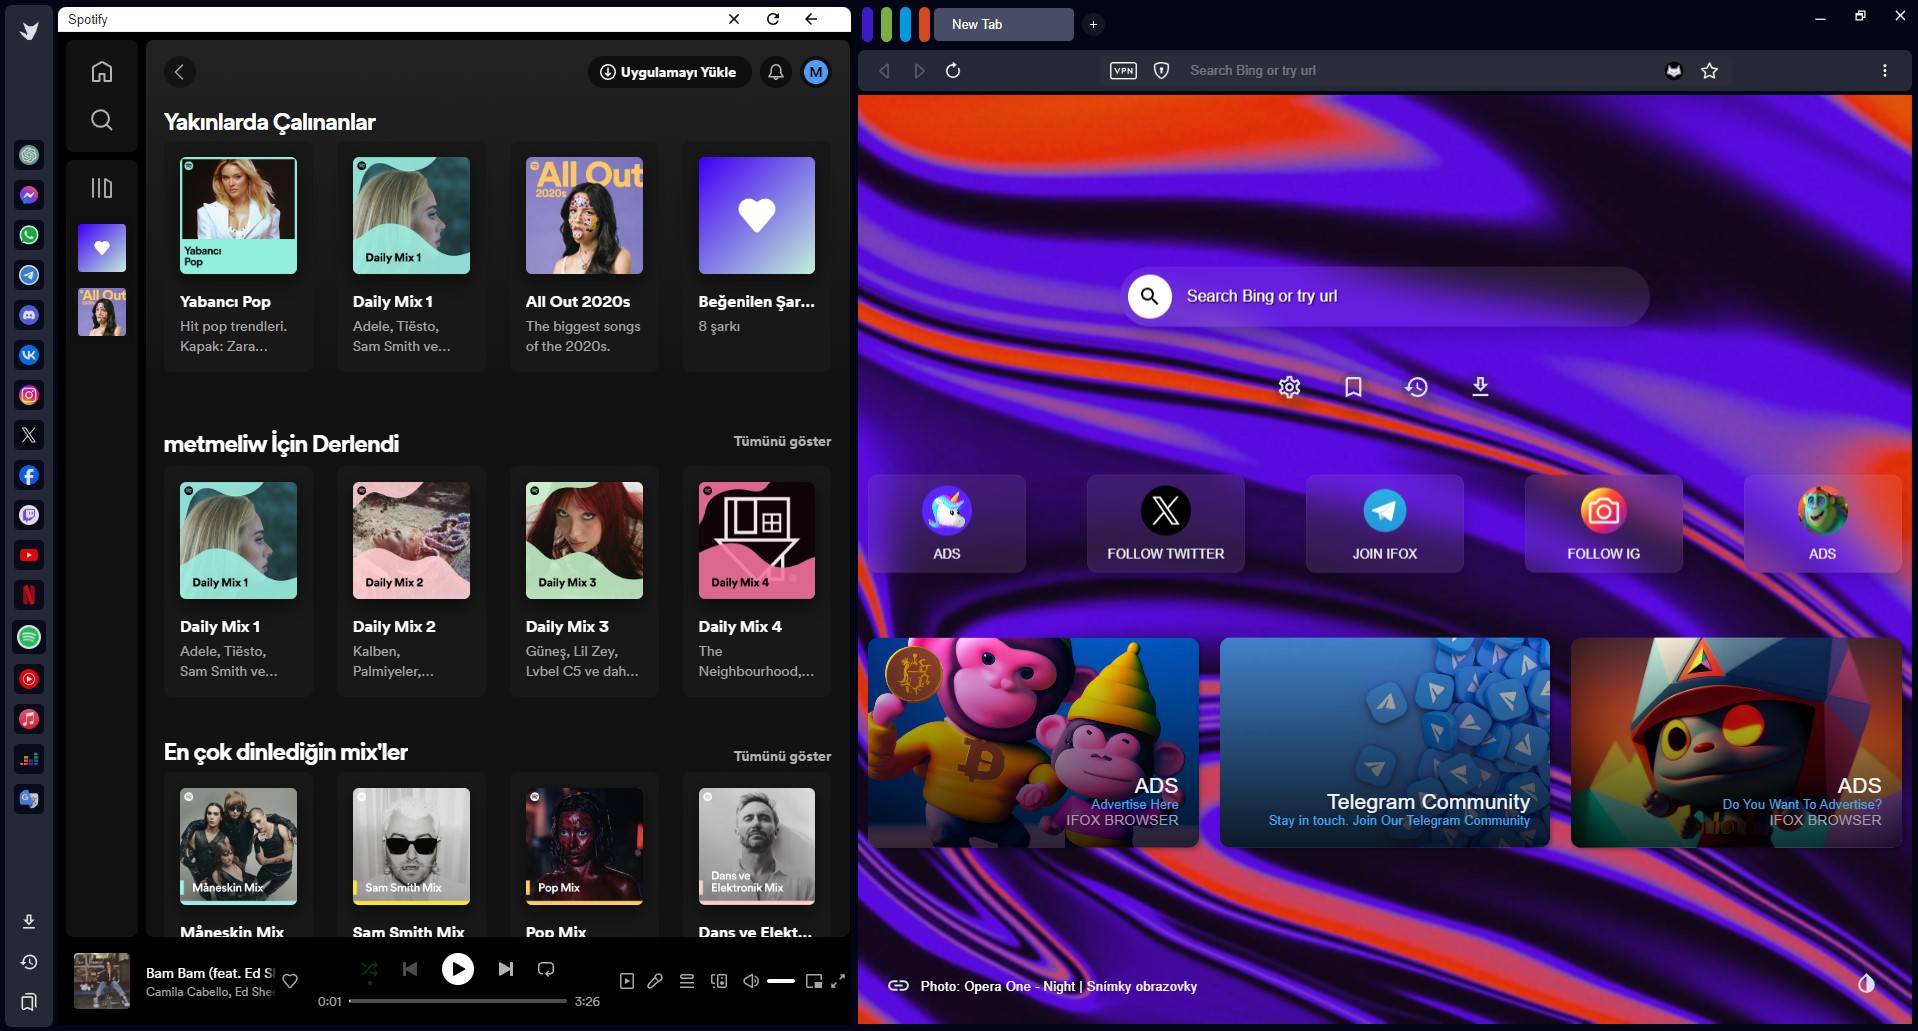 Spotify
Uygulamayı Yükle
M
Yakınlarda Çalınanlar
Yabancı
Pop
Daily Mix 1
All Out
2020s
Yabancı Pop
Hit pop trendleri.
Kapak: Zara...
Daily Mix 1
Adele, Tiësto,
Sam Smith ve...
All Out 2020s
The biggest songs
of the 2020s.
Beğenilen Şar...
8 şarkı
All Out
metmeliw İçin Derlendi
Tümünü göster
Daily Mix 1
Daily Mix 2
Daily Mix 3
Daily Mix 4
Daily Mix 1
Adele, Tiësto,
Sam Smith ve...
Daily Mix 2
Kalben,
Palmiyeler,...
Daily Mix 3
Güneş, Lil Zey,
Lvbel C5 ve dah...
Daily Mix 4
The
Neighbourhood,...
En çok dinlediğin mix'ler
Tümünü göster
Måneskin Mix
Sam Smith Mix
Pop Mix
Dans ve
Elektronik Mix
Måneskin Mix
Sam Smith Mix
Pop Mix
Dans ve Elekt...
Bam Bam (feat. Ed S
Camila Cabello, Ed Shee
0:01
3:26
New Tab
VPN
Search Bing or try url
Search Bing or try url
ADS
FOLLOW TWITTER
JOIN IFOX
FOLLOW IG
ADS
ADS
Advertise Here
IFOX BROWSER
Telegram Community
Stay in touch. Join Our Telegram Community
ADS
Do You Want To Advertise?
IFOX BROWSER
Photo: Opera One - Night | Snímky obrazovky